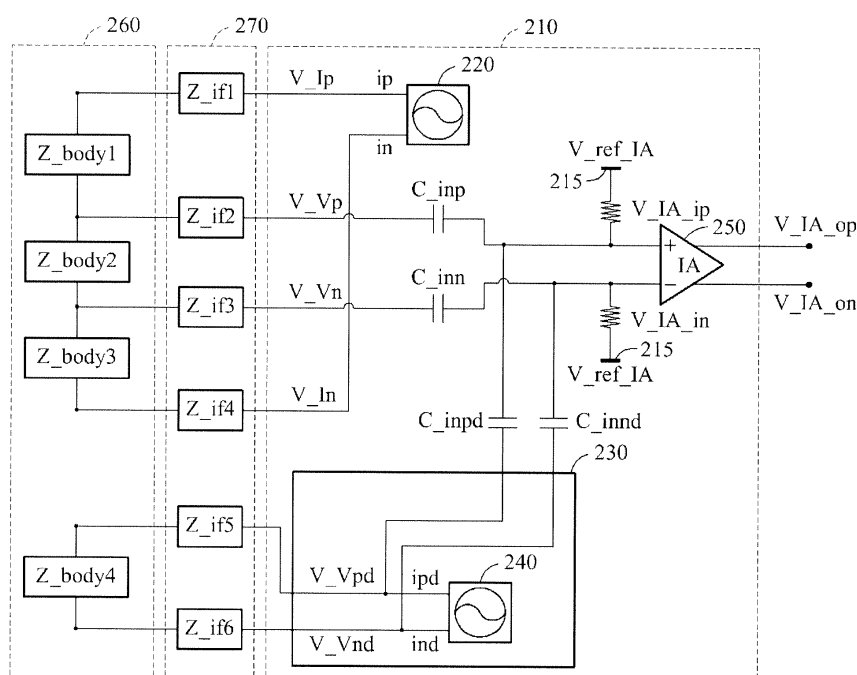 260
270
210
Z_if1
V_Ip
ip
220
in
Z_body1
V_ref_IA
215
C_inp
Z_if2
V_Vp
V_IA_ip
250
V_IA_op
+
IA
−
Z_body2
C_inn
Z_if3
V_Vn
V_IA_in
V_IA_on
215
V_ref_IA
Z_body3
Z_if4
V_In
C_inpd
C_innd
230
Z_if5
Z_body4
V_Vpd
ipd
240
Z_if6
V_Vnd
ind